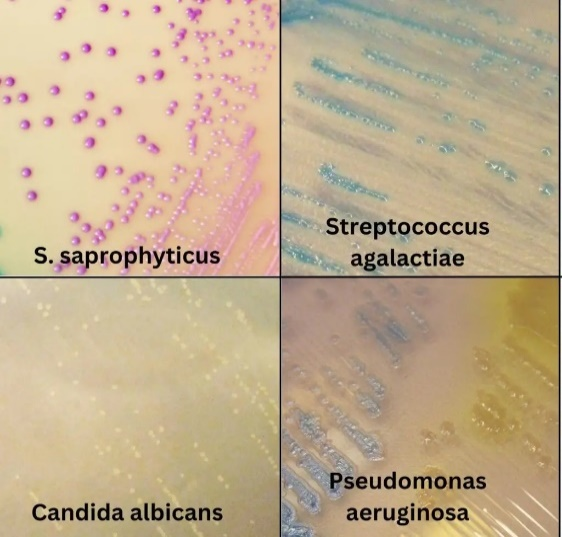 S. saprophyticus
Streptococcus
agalactiae
Candida albicans
Pseudomonas
aeruginosa